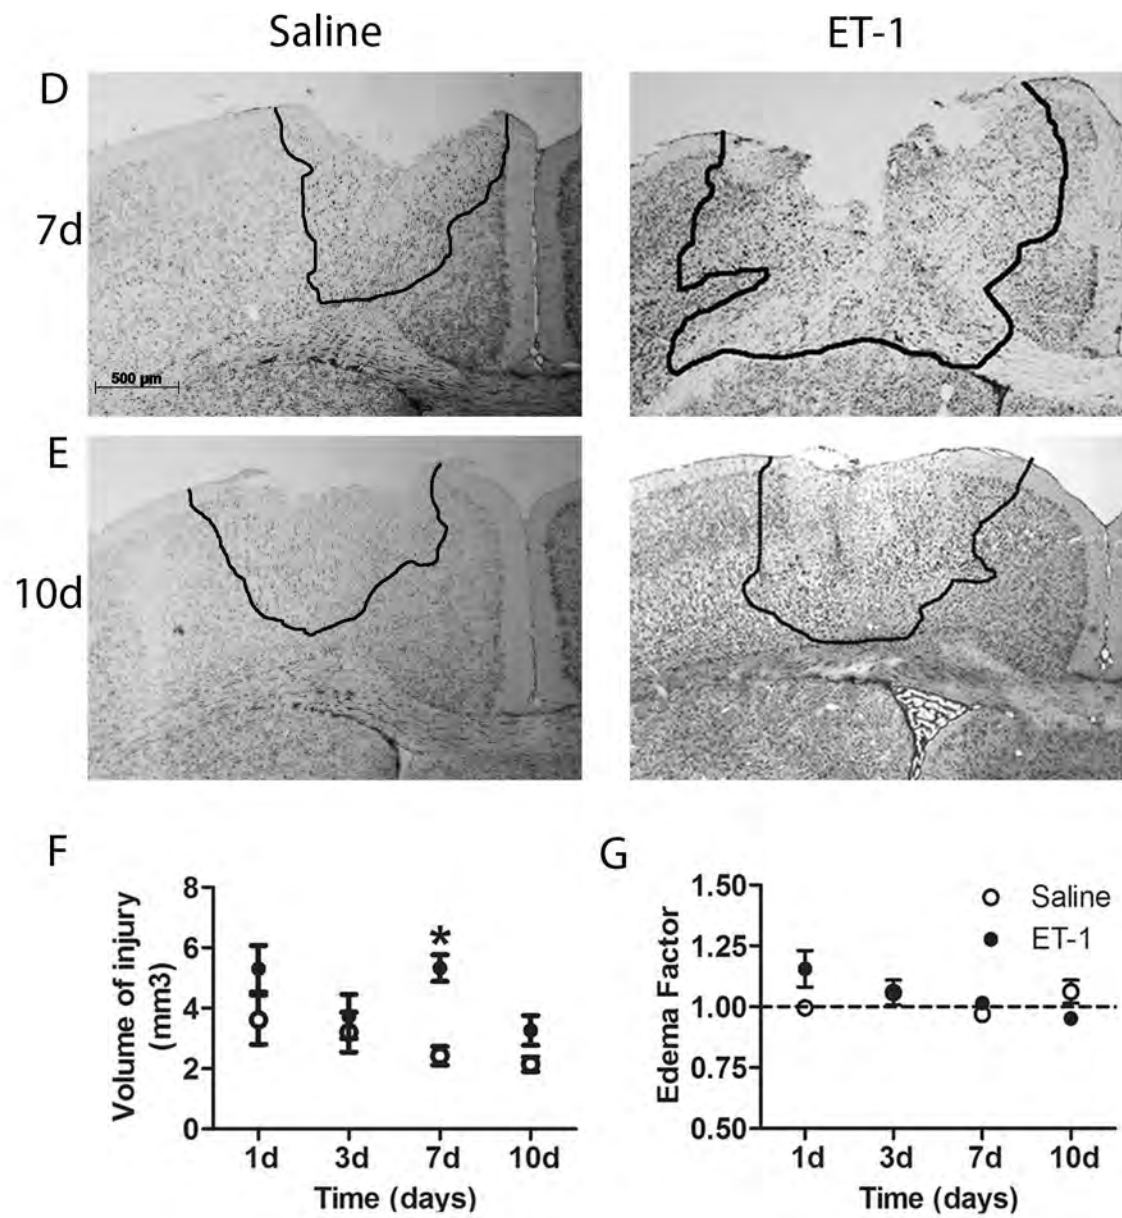 Saline ET-1
D
7d
500 µm
E
10d
F
G
Volume of injury
(mm3)
8
6
4
2
0
*
1d 3d 7d 10d
Time (days)
Edema Factor
1.50
1.25
1.00
0.75
0.50
Saline
ET-1
1d 3d 7d 10d
Time (days)